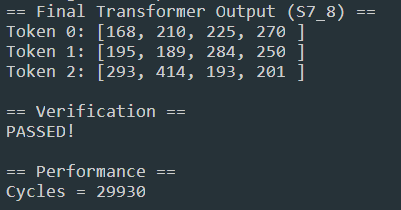 == Final Transformer Output (S7_8) ==
Token 0: [168, 210, 225, 270 ]
Token 1: [195, 189, 284, 250 ]
Token 2: [293, 414, 193, 201 ]
== Verification ==
PASSED!
== Performance ==
Cycles = 29930